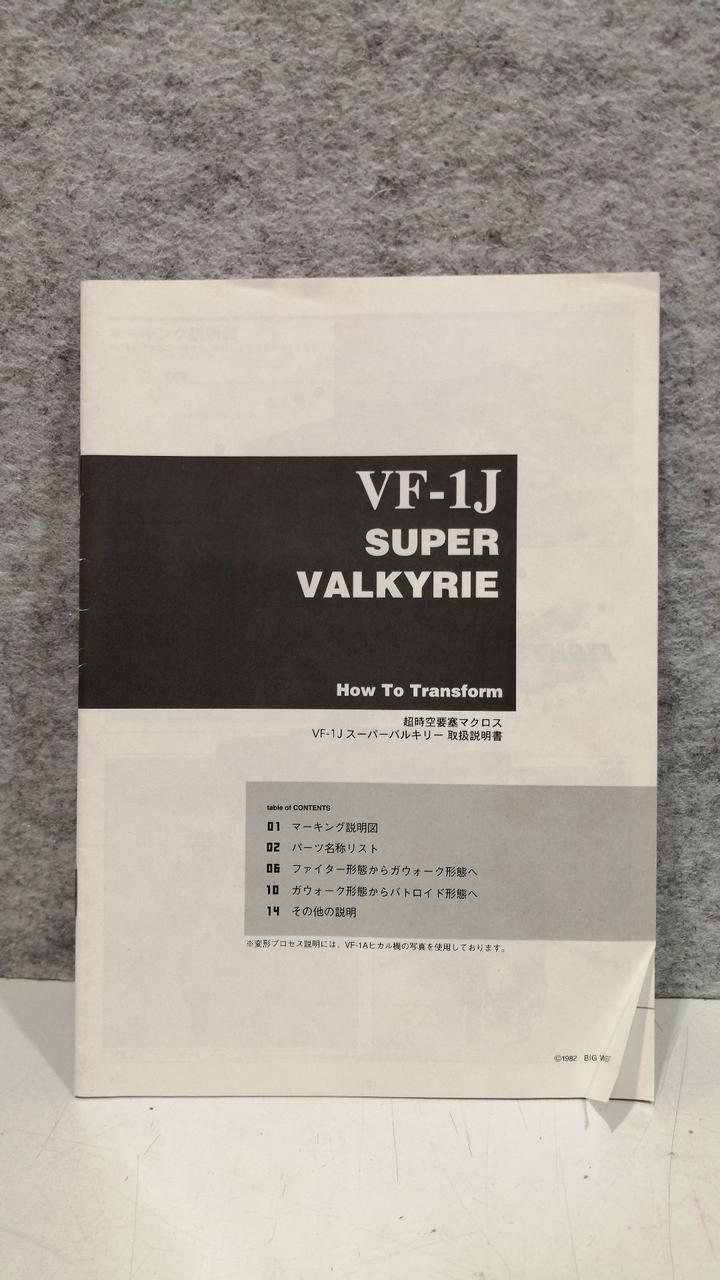 VF-1J
SUPER
VALKYRIE
How To Transform
超時空要塞マクロス
VF-1J スーパーバルキリー 取扱説明書
table of CONTENTS
01 マーキング説明図
02 パーツ名称リスト
06 ファイター形態からガウォーク形態へ
10 ガウォーク形態からバトロイド形態へ
14 その他の説明
※変形プロセス説明には、VF-1Aヒカル機の写真を使用しております。
©1982 BIG